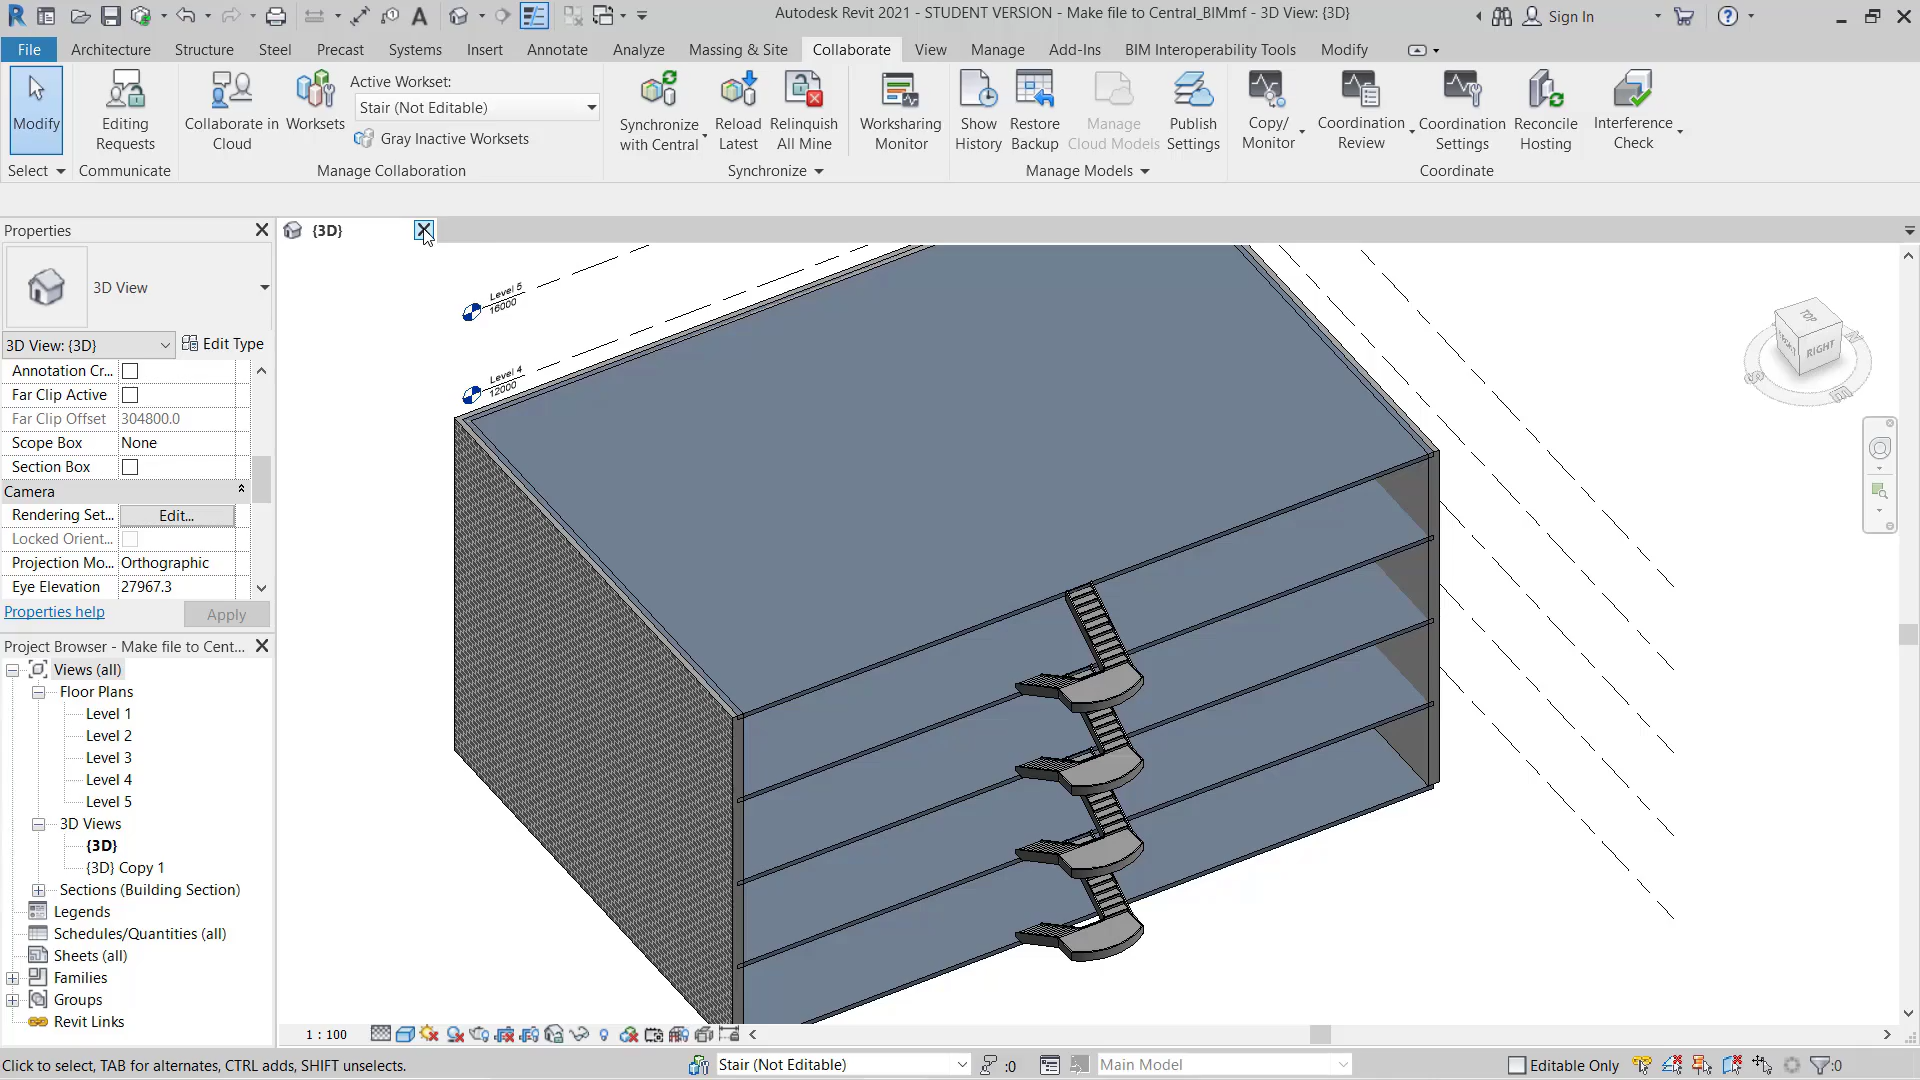 Autodesk Revit 2021 - STUDENT VERSION - Make file to Central_BIMmf - 3D View: {3D}
Sign In
File
Architecture
Structure
Steel
Precast
Systems
Insert
Annotate
Analyze
Massing & Site
Collaborate
View
Manage
Add-Ins
BIM Interoperability Tools
Modify
Modify
Editing
Requests
Collaborate in
Cloud
Worksets
Active Workset:
Stair (Not Editable)
Gray Inactive Worksets
Synchronize
with Central
Reload
Latest
Relinquish
All Mine
Worksharing
Monitor
Show
History
Restore
Backup
Manage
Cloud Models
Publish
Settings
Copy/
Monitor
Coordination
Review
Coordination
Settings
Reconcile
Hosting
Interference
Check
Select
Communicate
Manage Collaboration
Synchronize
Manage Models
Coordinate
Properties
{3D}
3D View
3D View: {3D}
Edit Type
Annotation Cr...
Far Clip Active
Far Clip Offset 304800.0
Scope Box None
Section Box
Camera
Rendering Set... Edit...
Locked Orient...
Projection Mo... Orthographic
Eye Elevation 27967.3
Properties help
Apply
Project Browser - Make file to Cent...
Views (all)
Floor Plans
Level 1
Level 2
Level 3
Level 4
Level 5
3D Views
{3D}
{3D} Copy 1
Sections (Building Section)
Legends
Schedules/Quantities (all)
Sheets (all)
Families
Groups
Revit Links
Level 5
16000
Level 4
12000
TOP
RIGHT
1 : 100
Click to select, TAB for alternates, CTRL adds, SHIFT unselects.
Stair (Not Editable)
:0
Main Model
Editable Only
:0